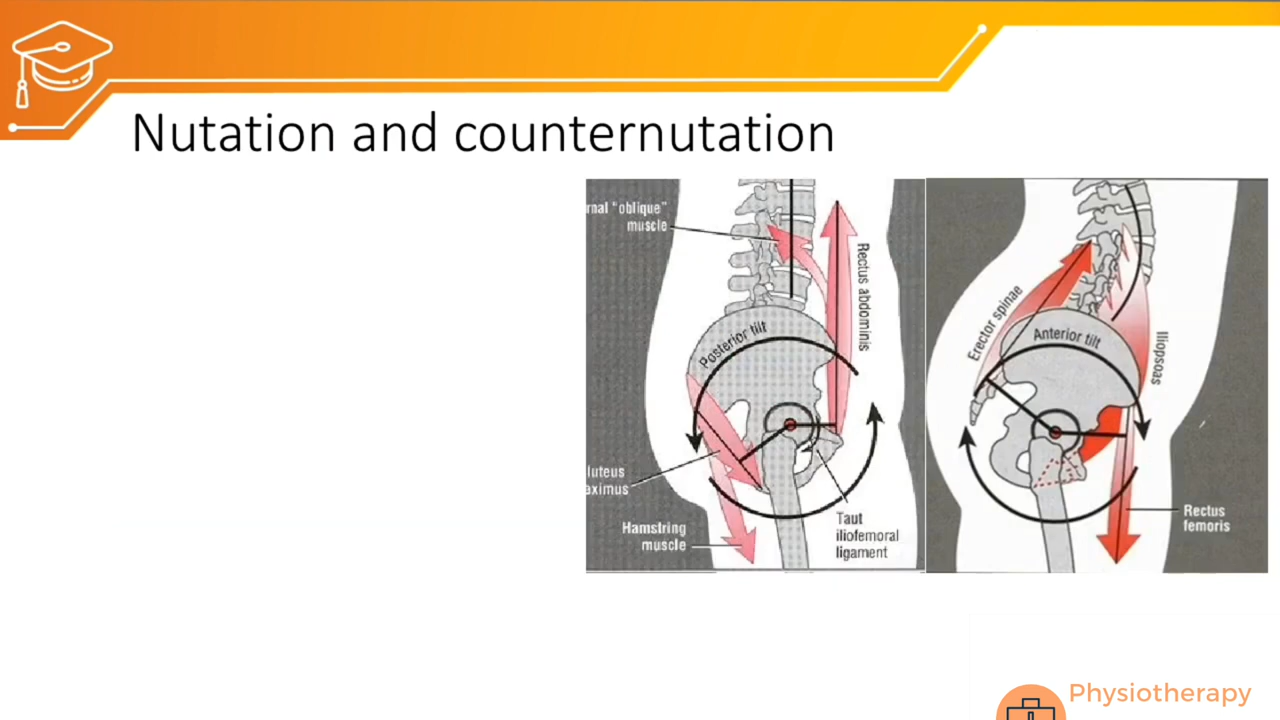 Nutation and counternutation
rnal "oblique"
muscle
Rectus abdominis
Posterior tilt
luteus
aximus
Hamstring
muscle
Taut
iliofemoral
ligament
Erector spinae
Anterior tilt
Iliopsoas
Rectus
femoris
Physiotherapy